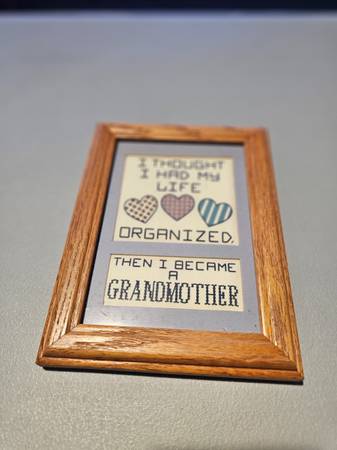 I THOUGHT
I HAD MY
LIFE
ORGANIZED,
THEN I BECAME
A
GRANDMOTHER